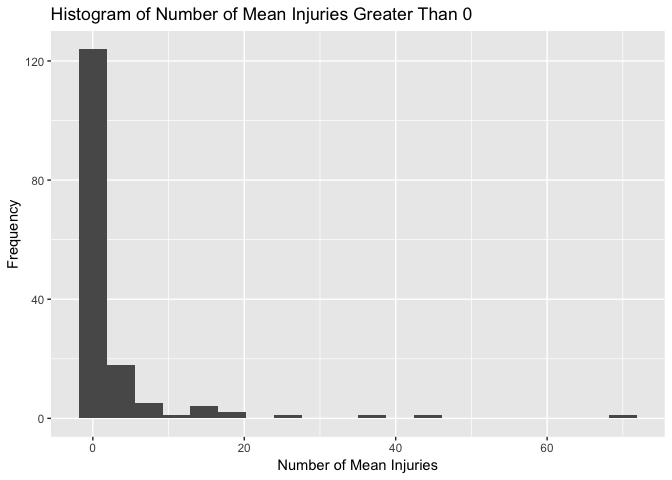 Histogram of Number of Mean Injuries Greater Than 0
120
80
40
0
Frequency
0 20 40 60
Number of Mean Injuries